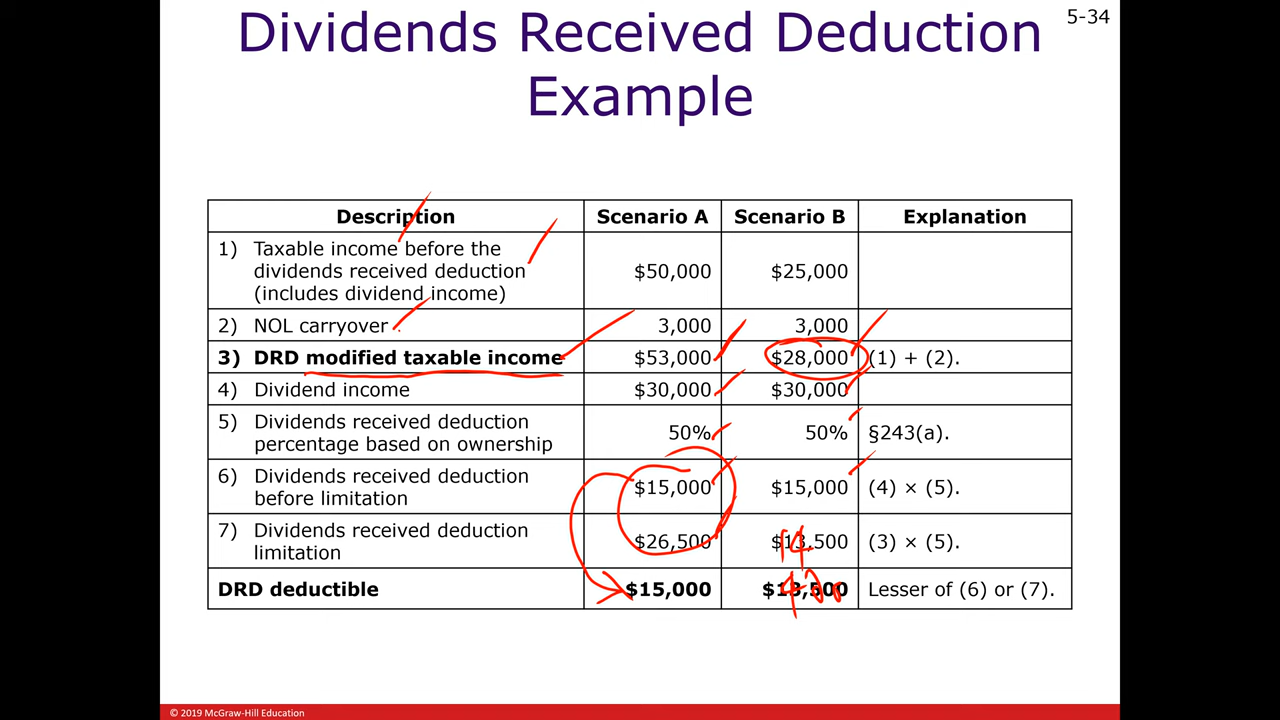 5-34
Dividends Received Deduction
Example
Description Scenario A Scenario B Explanation
1) Taxable income before the
dividends received deduction $50,000 $25,000
(includes dividend income)
2) NOL carryover 3,000 3,000
3) DRD modified taxable income $53,000 $28,000 (1) + (2).
4) Dividend income $30,000 $30,000
5) Dividends received deduction
percentage based on ownership 50% 50% §243(a).
6) Dividends received deduction
before limitation $15,000 $15,000 (4) × (5).
7) Dividends received deduction
limitation $26,500 $13,500 (3) × (5).
14
DRD deductible $15,000 $13,500 Lesser of (6) or (7).
© 2019 McGraw-Hill Education